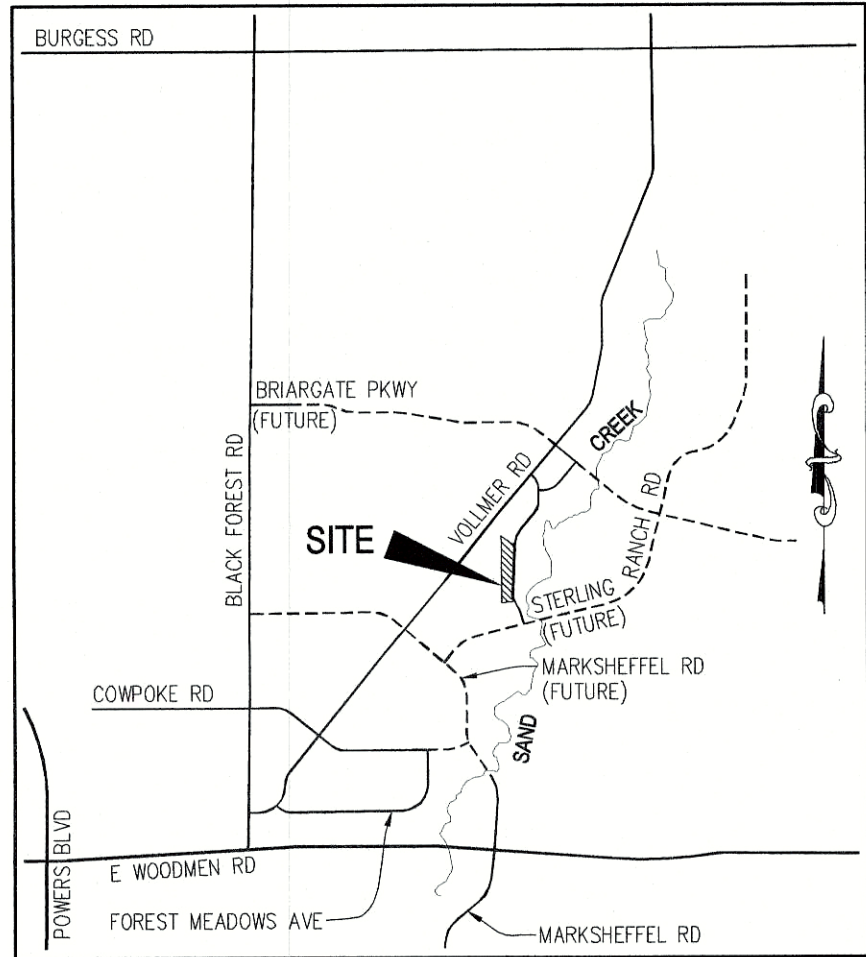 BURGESS RD
BRIARGATE PKWY
(FUTURE)
BLACK FOREST RD
VOLLMER RD
CREEK
SITE
RANCH RD
STERLING
(FUTURE)
MARKSHEFFEL RD
(FUTURE)
COWPOKE RD
SAND
POWERS BLVD
E WOODMEN RD
FOREST MEADOWS AVE
MARKSHEFFEL RD